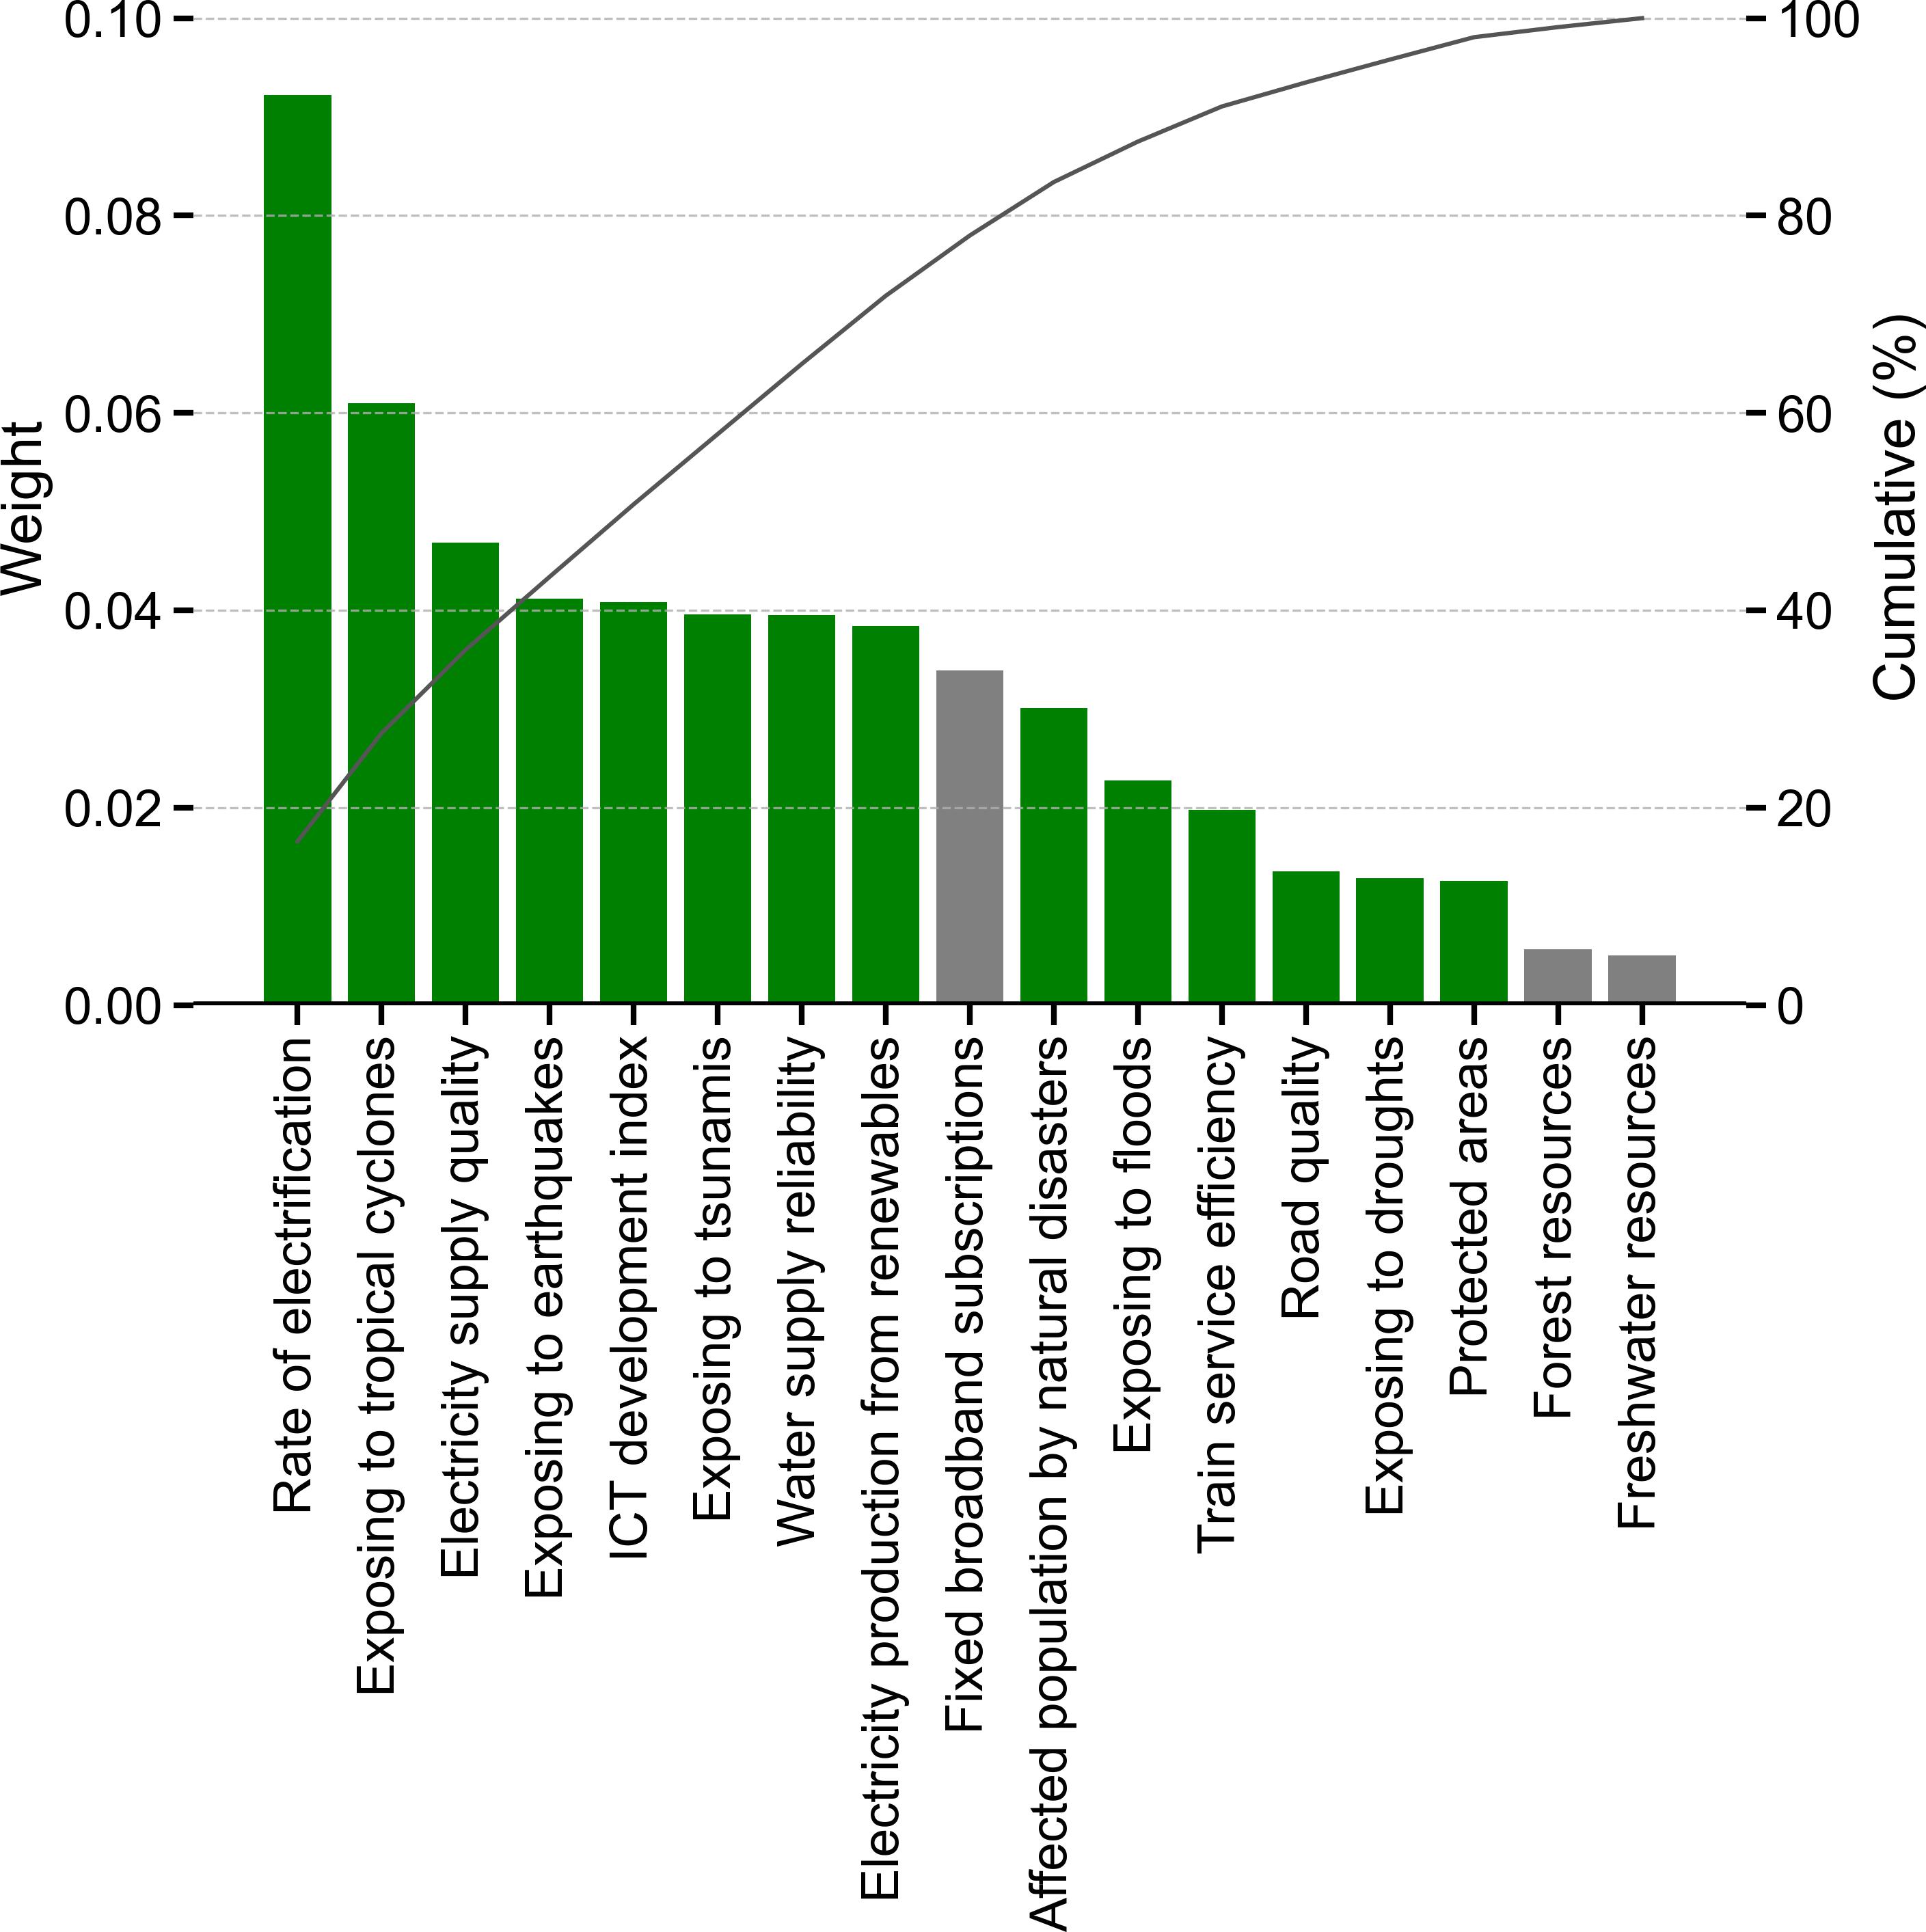 0.10
0.08
0.06
0.04
0.02
0.00
Weight
100
80
60
40
20
0
Cumulative (%)
Rate of electrification
Exposing to tropical cyclones
Electricity supply quality
Exposing to earthquakes
ICT development index
Exposing to tsunamis
Water supply reliability
Electricity production from renewables
Fixed broadband subscriptions
Affected population by natural disasters
Exposing to floods
Train service efficiency
Road quality
Exposing to droughts
Protected areas
Forest resources
Freshwater resources